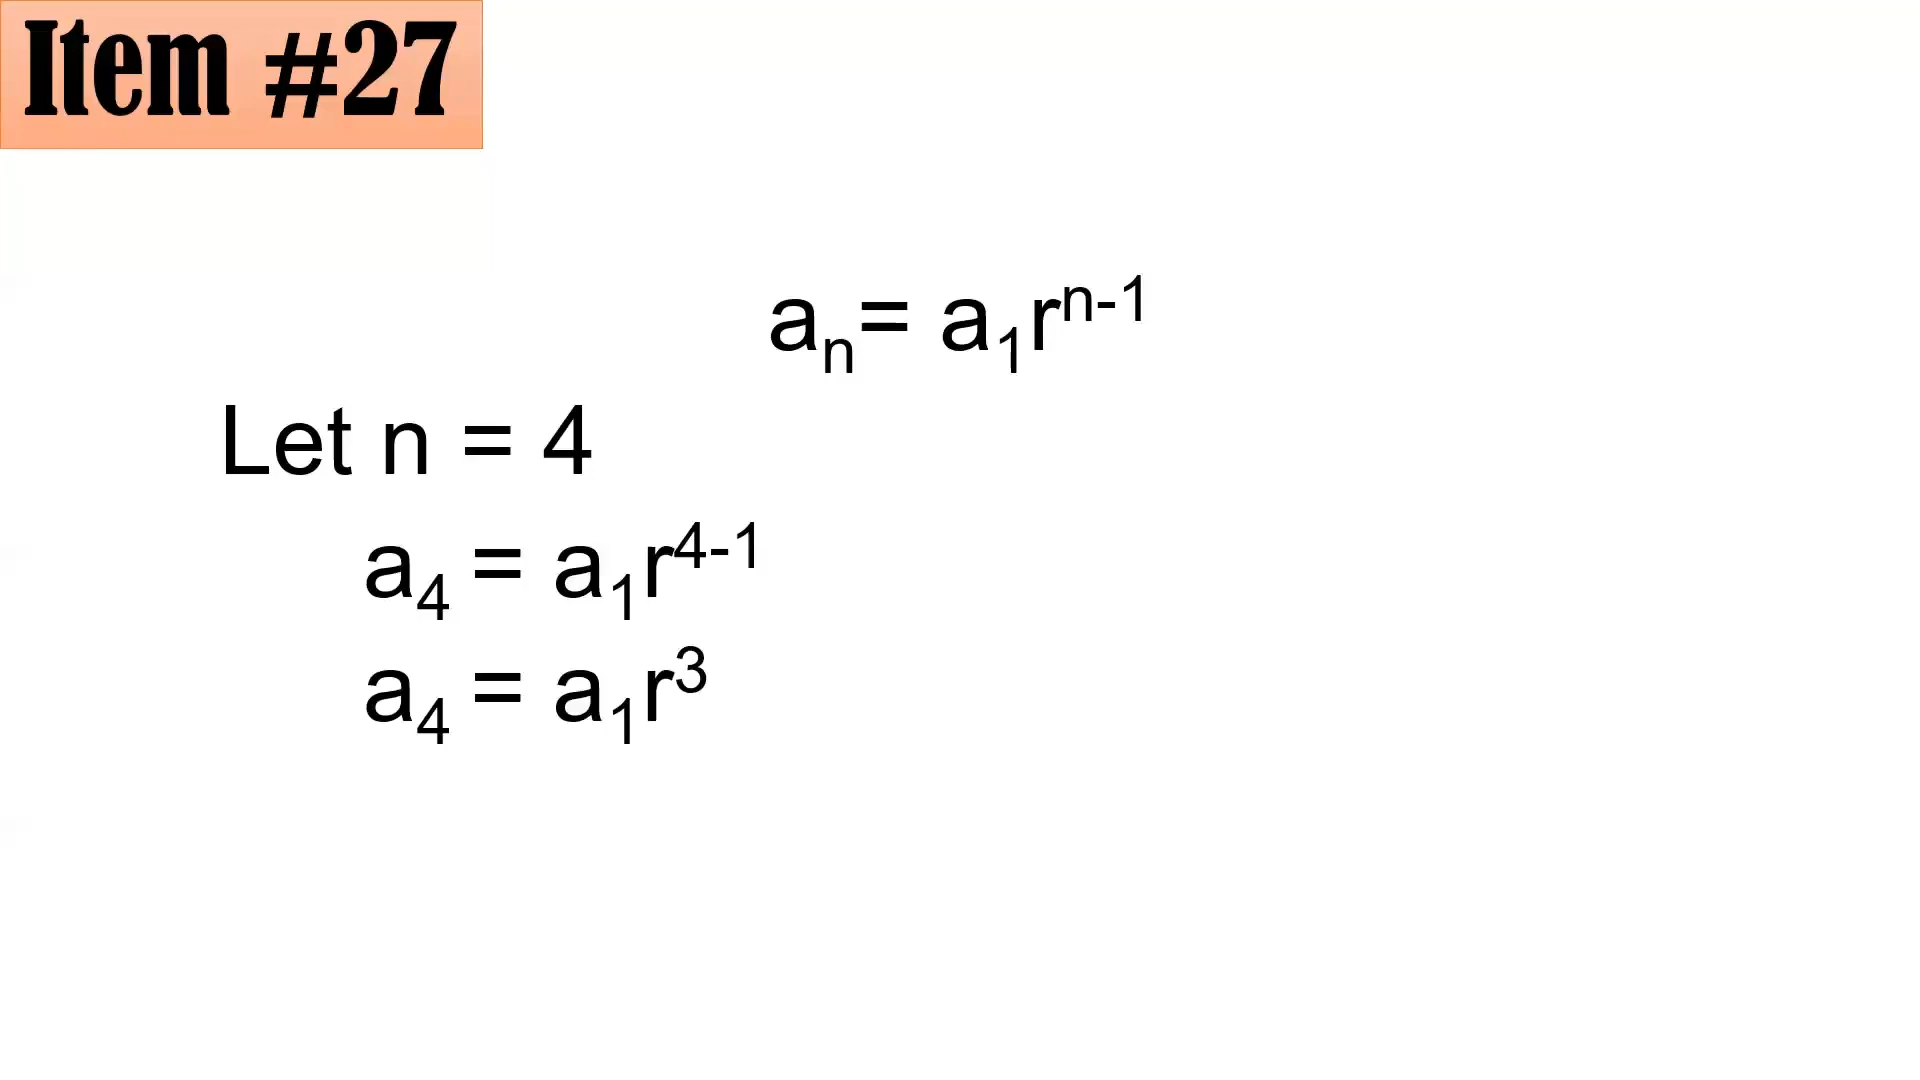 Item #27
aₙ= a₁rⁿ⁻¹
Let n = 4
a₄ = a₁r⁴⁻¹
a₄ = a₁r³